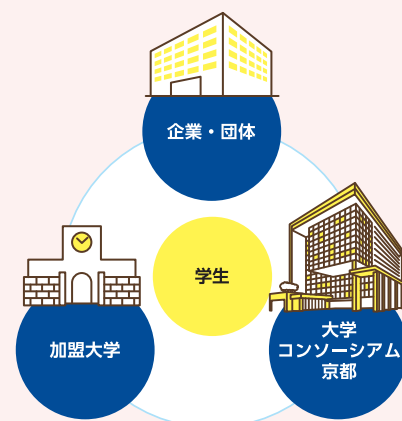 企業・団体
学生
加盟大学
大学
コンソーシアム
京都